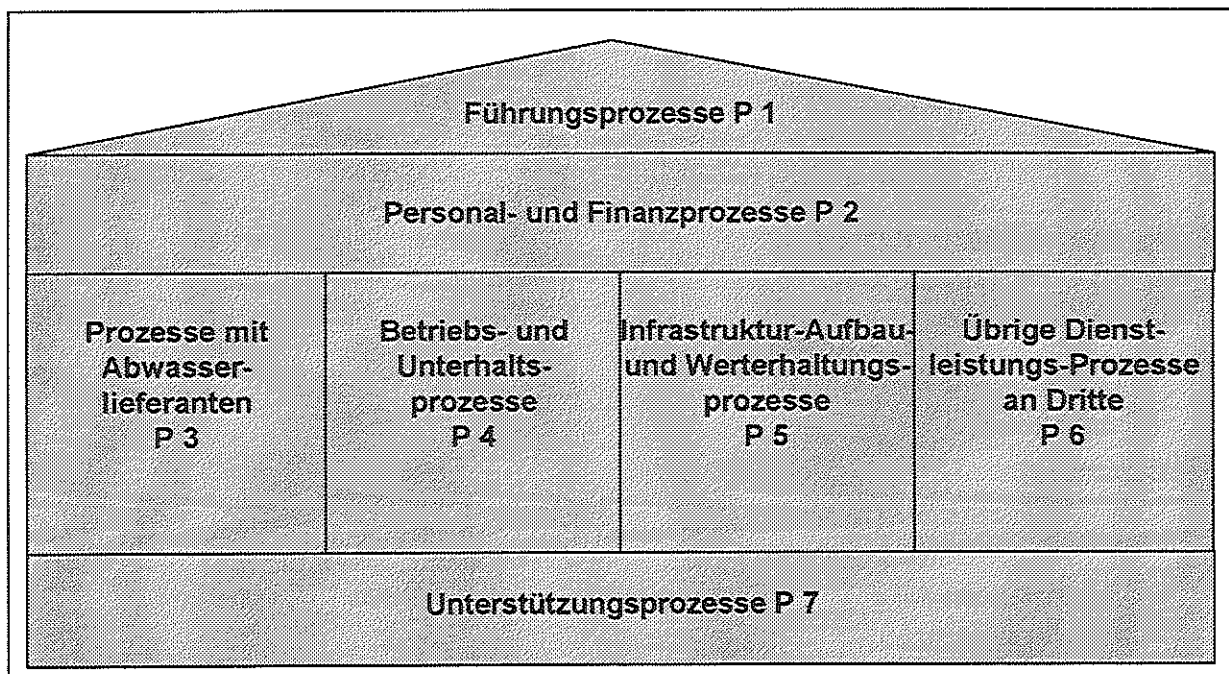 Führungsprozesse P 1
Personal- und Finanzprozesse P 2
Prozesse mit
Abwasser-
lieferanten
P 3
Betriebs- und
Unterhalts-
prozesse
P 4
Infrastruktur-Aufbau-
und Werterhaltungs-
prozesse
P 5
Übrige Dienst-
leistungs-Prozesse
an Dritte
P 6
Unterstützungsprozesse P 7